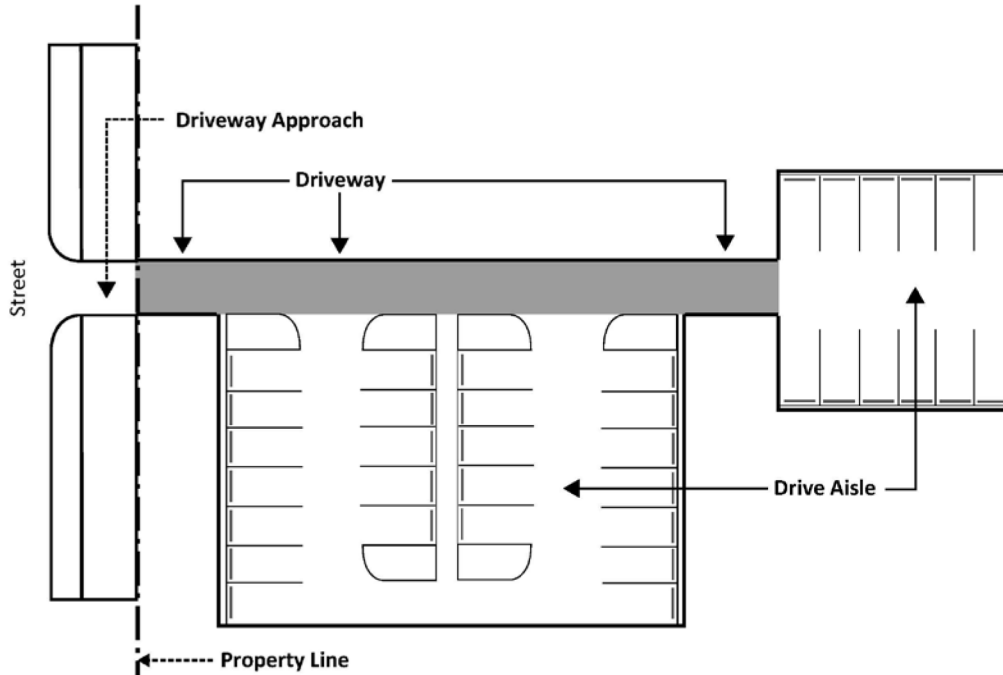 Driveway Approach
Driveway
Street
Drive Aisle
Property Line